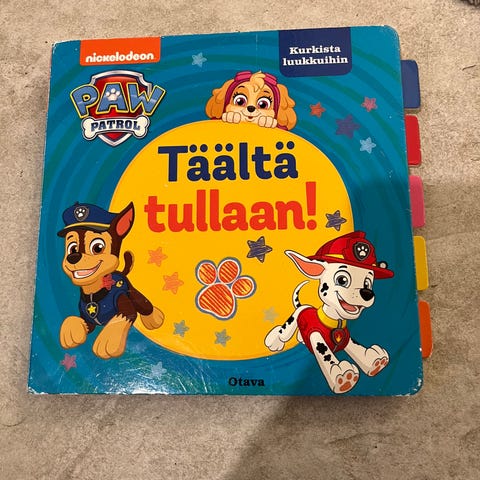 nickelodeon
Kurkista
luukkuihin
PAW
PATROL
Täältä
tullaan!
Otava